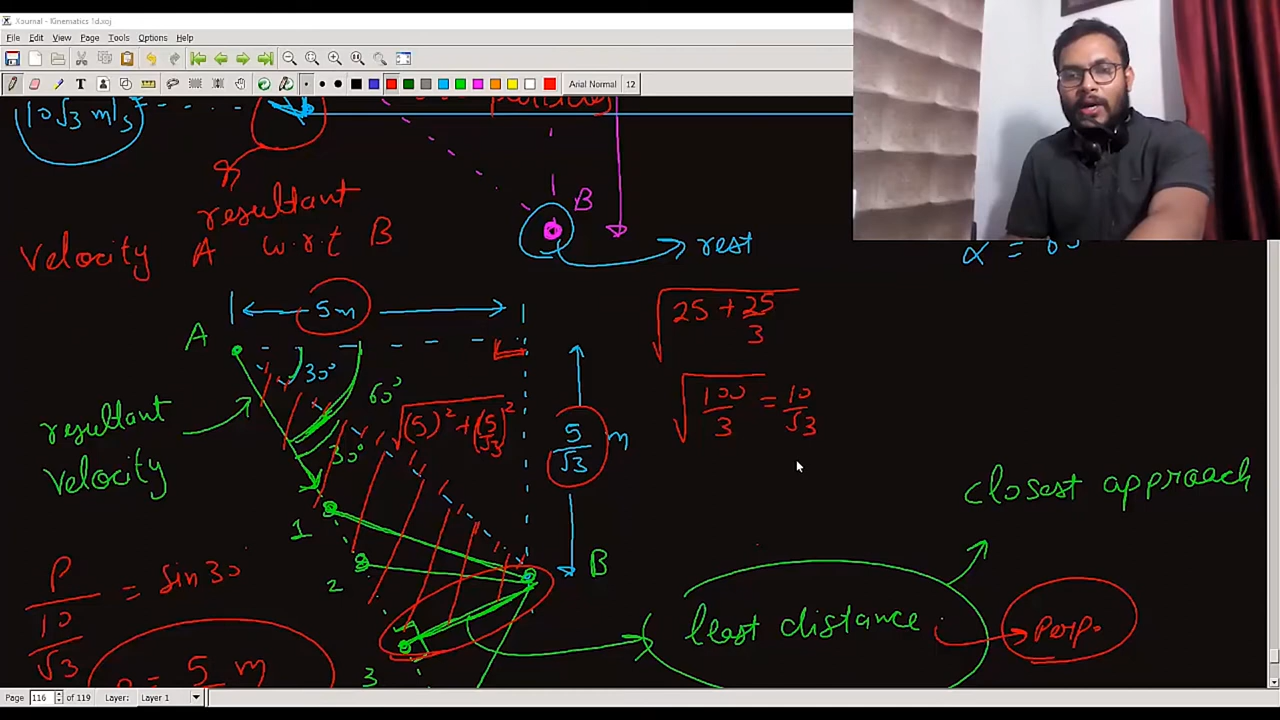 Xournal - Kinematics 1d.xoj
File Edit View Page Tools Options Help
Arial Normal 12
10√3 m/s
B
rest
resultant
Velocity A w.r.t B
5m
√25 + 25/3
A
30°
60°
√(5)² + (5/√3)²
5/√3 m
√100/3 = 10/√3
resultant
velocity
30°
closest approach
1
2
B
P/10/√3 = sin 30
least distance
Perp.
3
5 m
Page 116 of 119 Layer: Layer 1